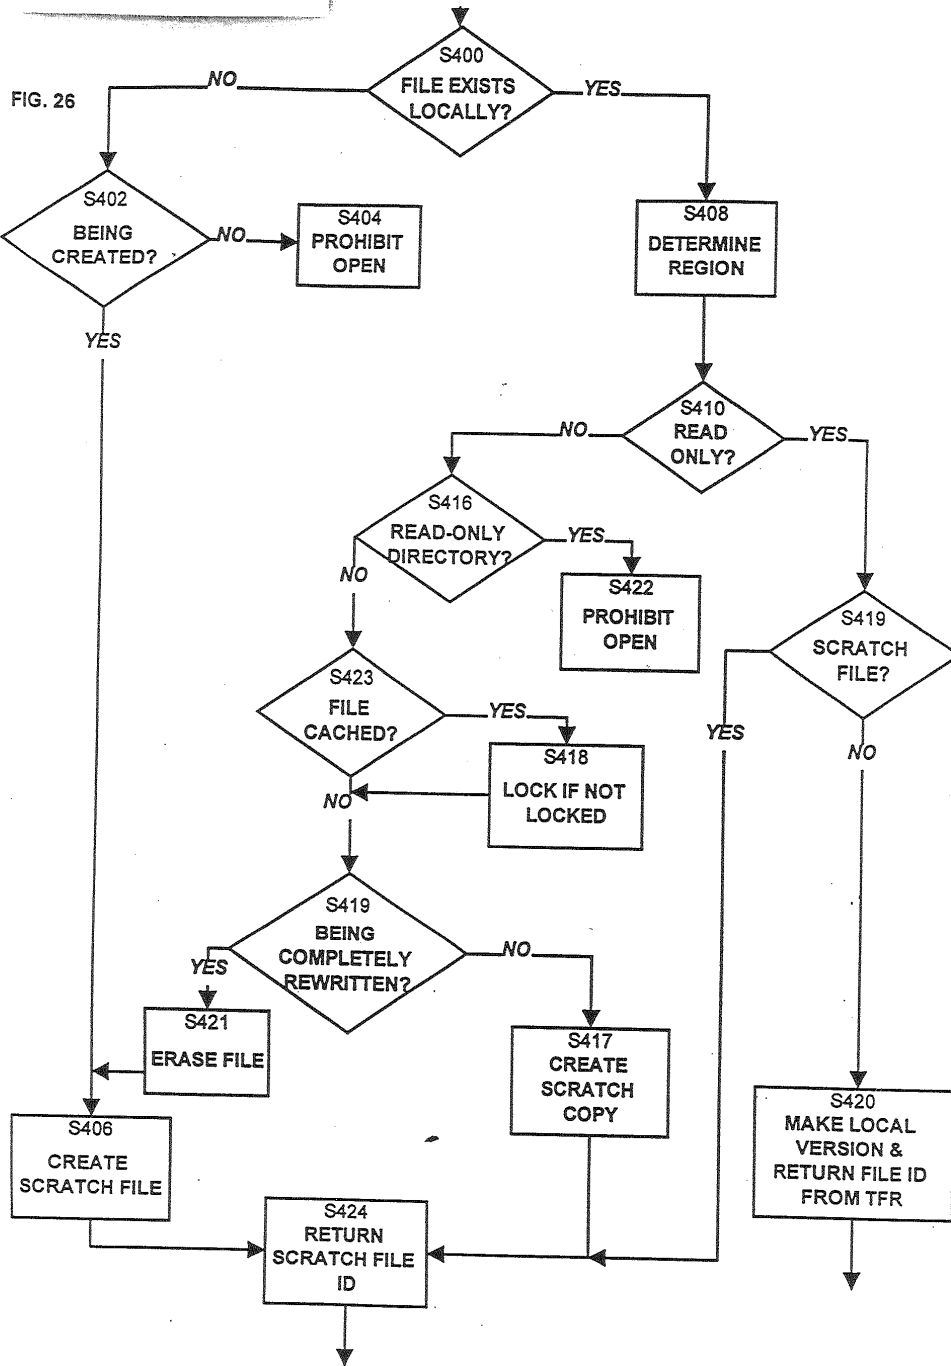 FIG. 26
S400
FILE EXISTS
LOCALLY?
NO
YES
S402
BEING
CREATED?
NO
S404
PROHIBIT
OPEN
YES
S408
DETERMINE
REGION
S410
READ
ONLY?
NO
YES
S416
READ-ONLY
DIRECTORY?
YES
NO
S422
PROHIBIT
OPEN
S419
SCRATCH
FILE?
YES
NO
S423
FILE
CACHED?
YES
NO
S418
LOCK IF NOT
LOCKED
S419
BEING
COMPLETELY
REWRITTEN?
YES
NO
S421
ERASE FILE
S417
CREATE
SCRATCH
COPY
S420
MAKE LOCAL
VERSION &
RETURN FILE ID
FROM TFR
S406
CREATE
SCRATCH FILE
S424
RETURN
SCRATCH FILE
ID